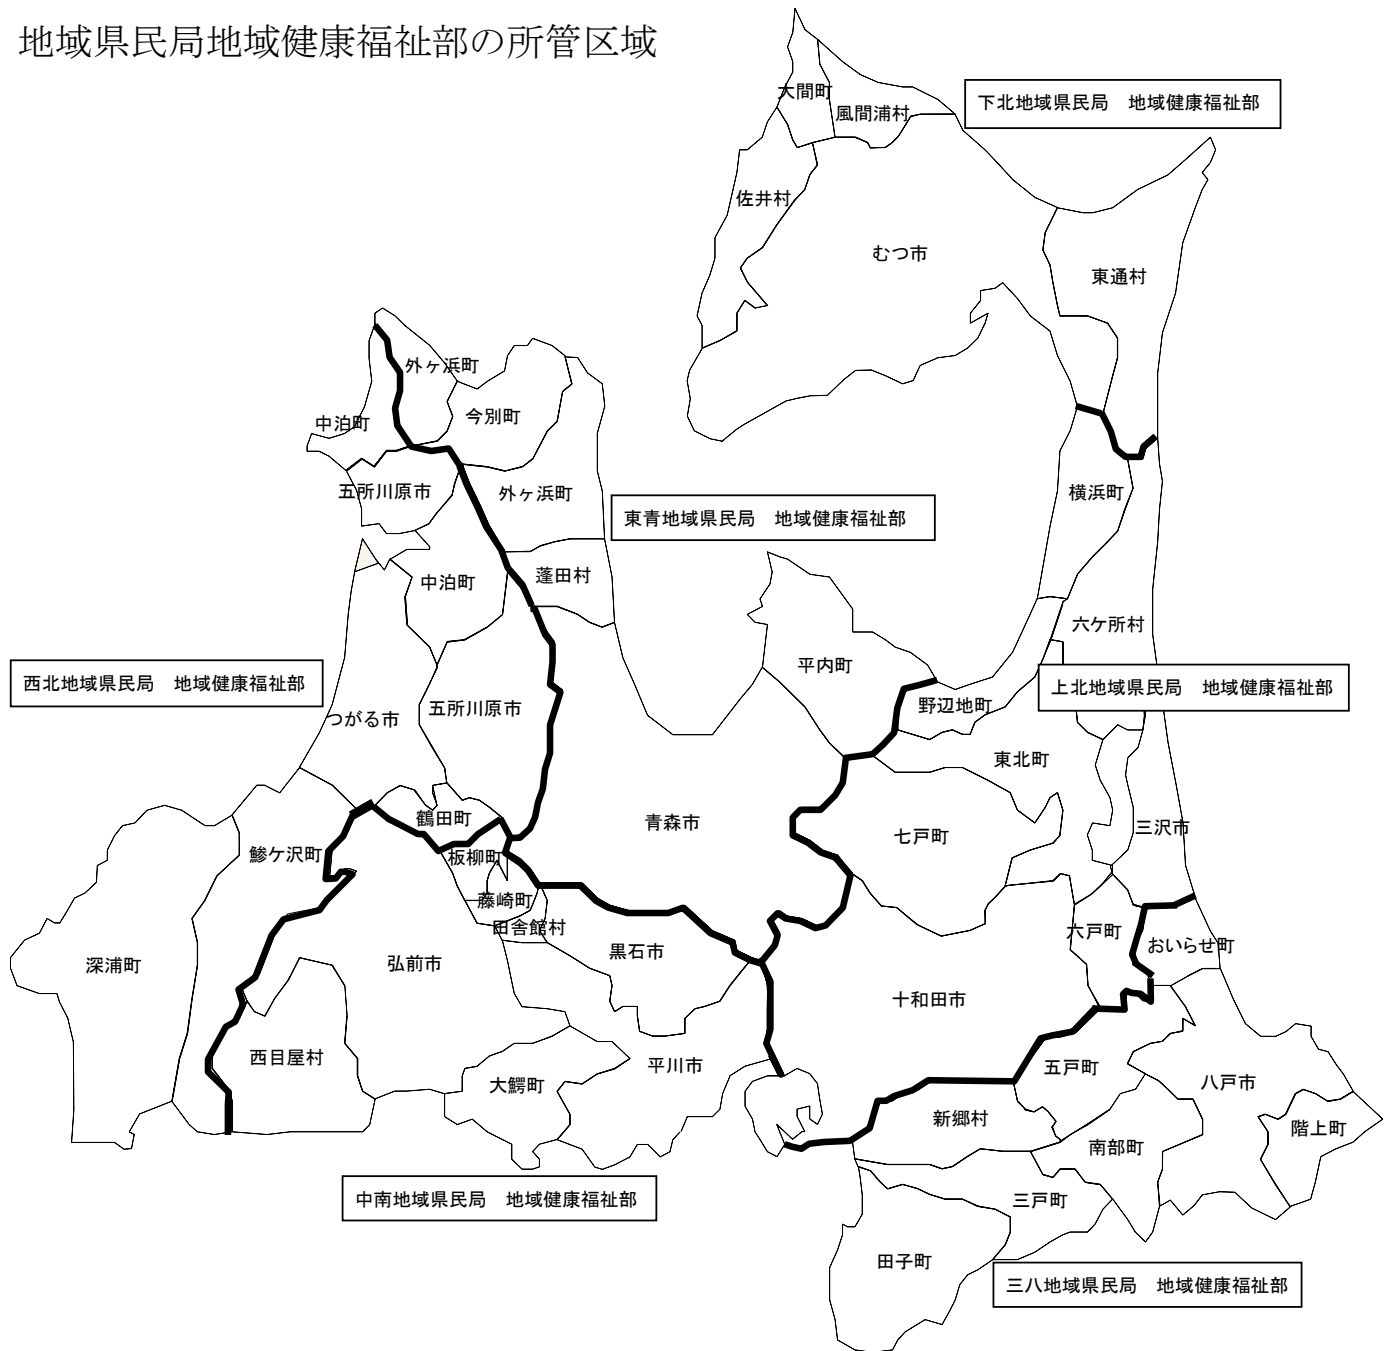 地域県民局地域健康福祉部の所管区域
大間町
風間浦村
下北地域県民局　地域健康福祉部
佐井村
むつ市
東通村
外ヶ浜町
今別町
中泊町
五所川原市
外ヶ浜町
横浜町
東青地域県民局　地域健康福祉部
中泊町
蓬田村
六ケ所村
平内町
西北地域県民局　地域健康福祉部
上北地域県民局　地域健康福祉部
つがる市
五所川原市
野辺地町
東北町
鶴田町
青森市
七戸町
三沢市
鰺ケ沢町
板柳町
藤崎町
田舎館村
六戸町
おいらせ町
深浦町
弘前市
黒石市
十和田市
西目屋村
大鰐町
平川市
五戸町
八戸市
新郷村
階上町
南部町
中南地域県民局　地域健康福祉部
三戸町
田子町
三八地域県民局　地域健康福祉部